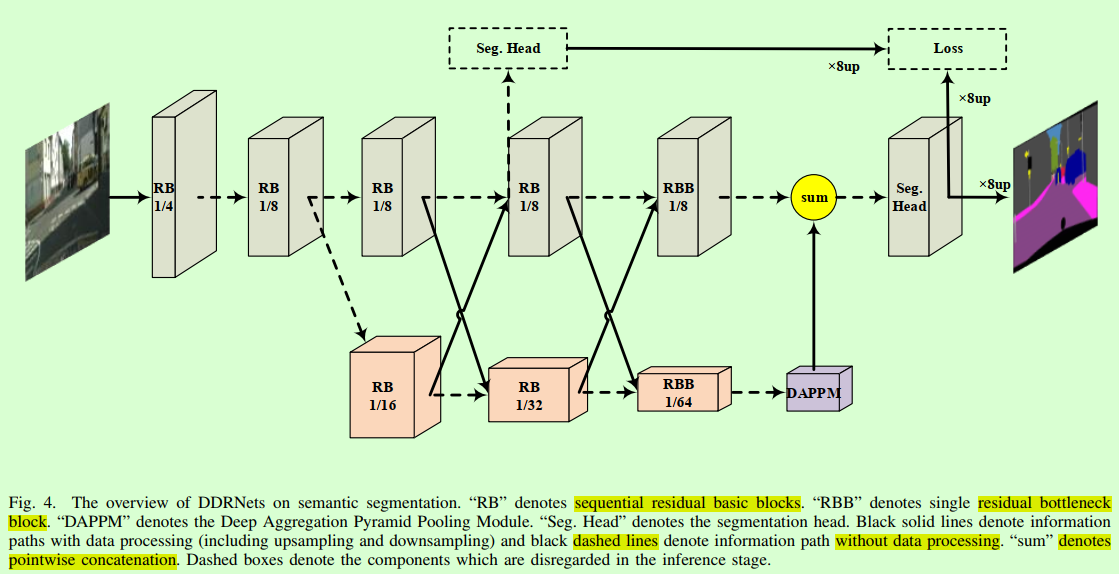 Seg. Head
Loss
×8up
×8up
RB
1/4
RB
1/8
RB
1/8
RB
1/8
RBB
1/8
sum
Seg.
Head
×8up
RB
1/16
RB
1/32
RBB
1/64
DAPPM
Fig. 4. The overview of DDRNets on semantic segmentation. “RB” denotes sequential residual basic blocks. “RBB” denotes single residual bottleneck
block. “DAPPM” denotes the Deep Aggregation Pyramid Pooling Module. “Seg. Head” denotes the segmentation head. Black solid lines denote information
paths with data processing (including upsampling and downsampling) and black dashed lines denote information path without data processing. “sum” denotes
pointwise concatenation. Dashed boxes denote the components which are disregarded in the inference stage.